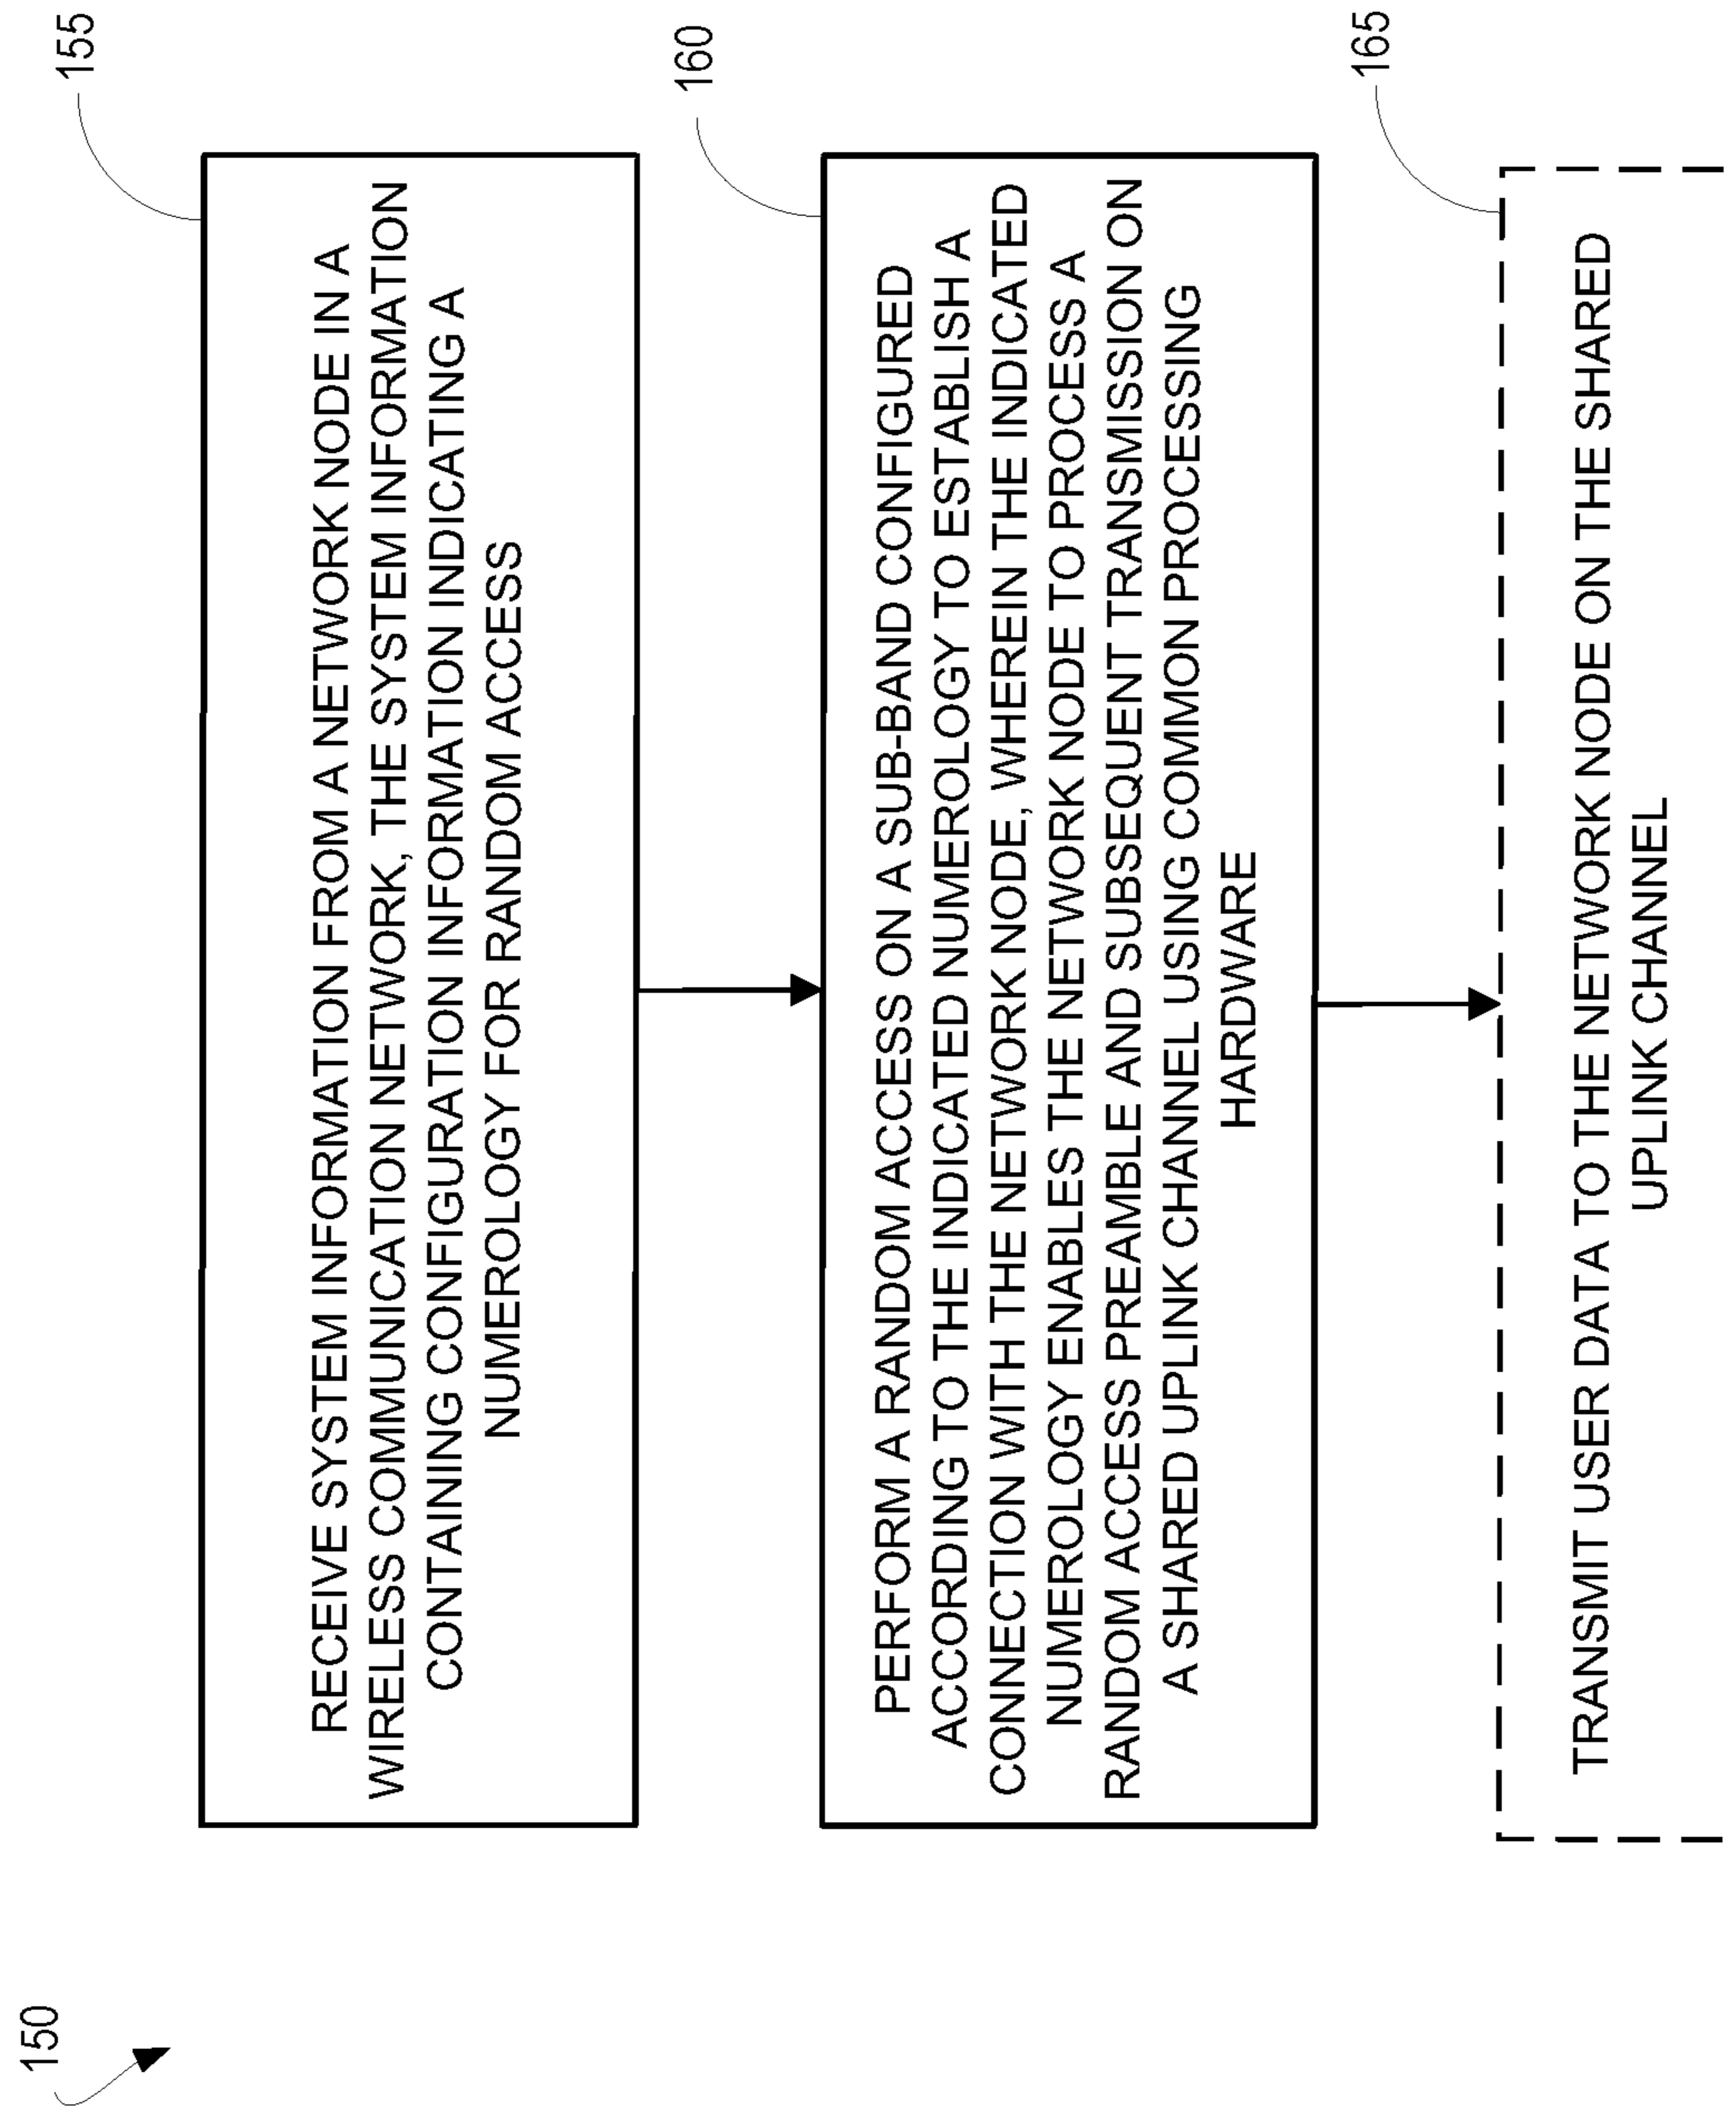 150
155
RECEIVE SYSTEM INFORMATION FROM A NETWORK NODE IN A
WIRELESS COMMUNICATION NETWORK, THE SYSTEM INFORMATION
CONTAINING CONFIGURATION INFORMATION INDICATING A
NUMEROLOGY FOR RANDOM ACCESS
160
PERFORM A RANDOM ACCESS ON A SUB-BAND CONFIGURED
ACCORDING TO THE INDICATED NUMEROLOGY TO ESTABLISH A
CONNECTION WITH THE NETWORK NODE, WHEREIN THE INDICATED
NUMEROLOGY ENABLES THE NETWORK NODE TO PROCESS A
RANDOM ACCESS PREAMBLE AND SUBSEQUENT TRANSMISSION ON
A SHARED UPLINK CHANNEL USING COMMON PROCESSING
HARDWARE
165
TRANSMIT USER DATA TO THE NETWORK NODE ON THE SHARED
UPLINK CHANNEL